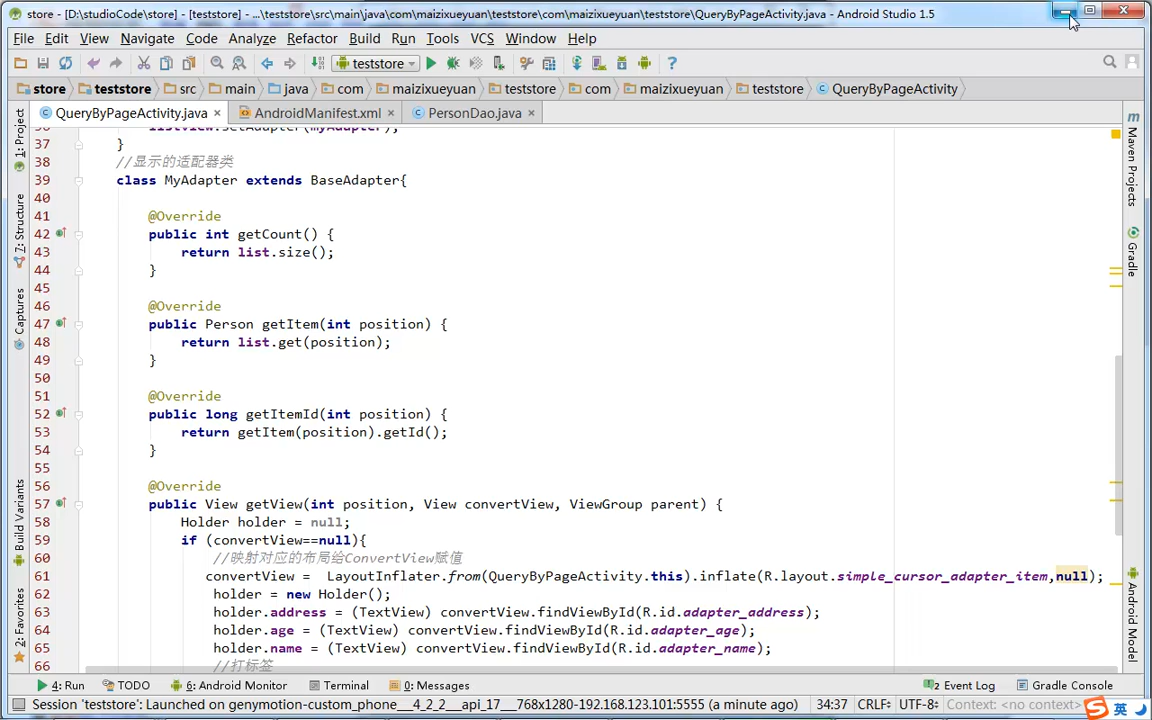 store - [D:\studioCode\store] - [teststore] - ...\teststore\src\main\java\com\maizixueyuan\teststore\com\maizixueyuan\teststore\QueryByPageActivity.java - Android Studio 1.5
File Edit View Navigate Code Analyze Refactor Build Run Tools VCS Window Help
teststore
store teststore src main java com maizixueyuan teststore com maizixueyuan teststore QueryByPageActivity
QueryByPageActivity.java AndroidManifest.xml PersonDao.java
36 listview.setAdapter(myAdapter);
37 }
38 //显示的适配器类
39 class MyAdapter extends BaseAdapter{
40
41 @Override
42 public int getCount() {
43 return list.size();
44 }
45
46 @Override
47 public Person getItem(int position) {
48 return list.get(position);
49 }
50
51 @Override
52 public long getItemId(int position) {
53 return getItem(position).getId();
54 }
55
56 @Override
57 public View getView(int position, View convertView, ViewGroup parent) {
58 Holder holder = null;
59 if (convertView==null){
60 //映射对应的布局给ConvertView赋值
61 convertView = LayoutInflater.from(QueryByPageActivity.this).inflate(R.layout.simple_cursor_adapter_item,null);
62 holder = new Holder();
63 holder.address = (TextView) convertView.findViewById(R.id.adapter_address);
64 holder.age = (TextView) convertView.findViewById(R.id.adapter_age);
65 holder.name = (TextView) convertView.findViewById(R.id.adapter_name);
66 //打标签
1: Project
7: Structure
Captures
Build Variants
2: Favorites
m Maven Projects
Gradle
Android Model
4: Run TODO 6: Android Monitor Terminal 0: Messages Event Log Gradle Console
Session 'teststore': Launched on genymotion-custom_phone___4_2_2___api_17___768x1280-192.168.123.101:5555 (a minute ago) 34:37 CRLF UTF-8 Context: <no context> S 英